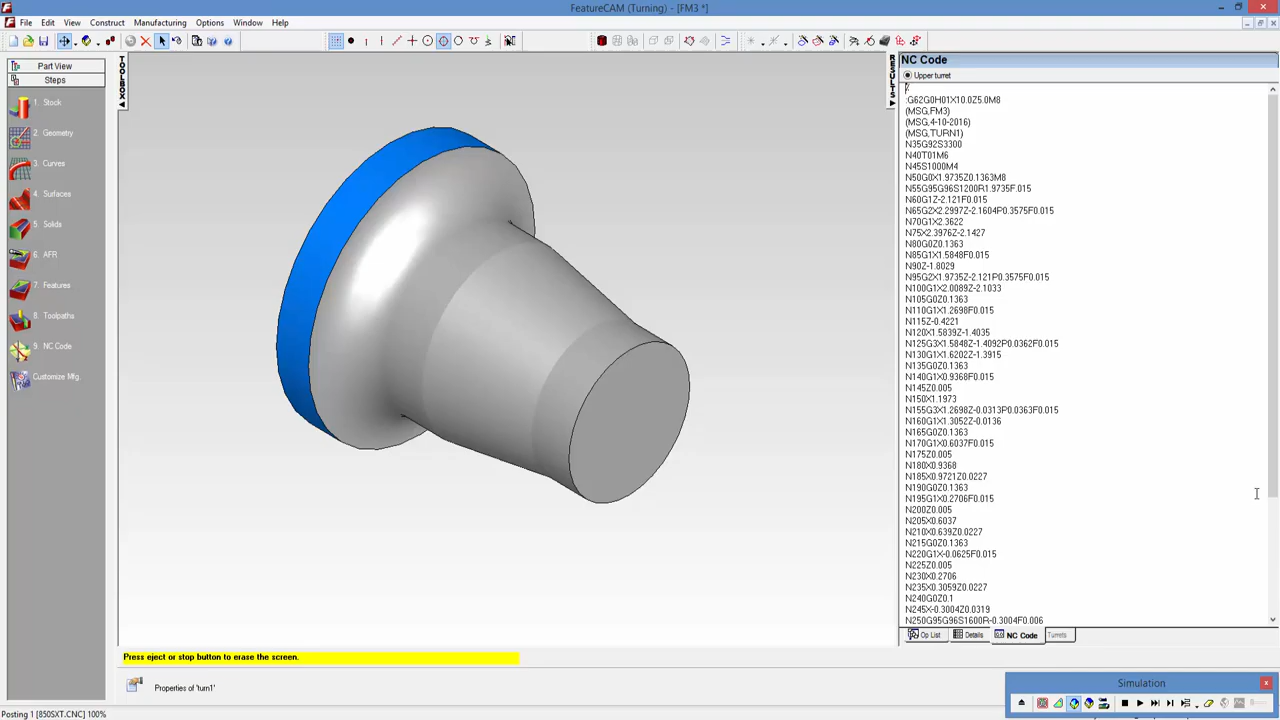 FeatureCAM (Turning) - [FM3 *]
File Edit View Construct Manufacturing Options Window Help
Part View
Steps
1. Stock
2. Geometry
3. Curves
4. Surfaces
5. Solids
6. AFR
7. Features
8. Toolpaths
9. NC Code
Customize Mfg.
TOOLBOX
RESULTS
NC Code
Upper turret
:G62G0H01X10.0Z5.0M8
(MSG,FM3)
(MSG,4-10-2016)
(MSG,TURN1)
N35G92S3300
N40T01M6
N45S1000M4
N50G0X1.9735Z0.1363M8
N55G95G96S1200R1.9735F.015
N60G1Z-2.121F0.015
N65G2X2.2997Z-2.1604P0.3575F0.015
N70G1X2.3622
N75X2.3976Z-2.1427
N80G0Z0.1363
N85G1X1.5848F0.015
N90Z-1.8029
N95G2X1.9735Z-2.121P0.3575F0.015
N100G1X2.0089Z-2.1033
N105G0Z0.1363
N110G1X1.2698F0.015
N115Z-0.4221
N120X1.5839Z-1.4035
N125G3X1.5848Z-1.4092P0.0362F0.015
N130G1X1.6202Z-1.3915
N135G0Z0.1363
N140G1X0.9368F0.015
N145Z0.005
N150X1.1973
N155G3X1.2698Z-0.0313P0.0363F0.015
N160G1X1.3052Z-0.0136
N165G0Z0.1363
N170G1X0.6037F0.015
N175Z0.005
N180X0.9368
N185X0.9721Z0.0227
N190G0Z0.1363
N195G1X0.2706F0.015
N200Z0.005
N205X0.6037
N210X0.639Z0.0227
N215G0Z0.1363
N220G1X-0.0625F0.015
N225Z0.005
N230X0.2706
N235X0.3059Z0.0227
N240G0Z0.1
N245X-0.3004Z0.0319
N250G95G96S1600R-0.3004F0.006
Op List Details NC Code Turrets
Press eject or stop button to erase the screen.
Properties of 'turn1'
Simulation
Posting 1 [850SXT.CNC] 100%